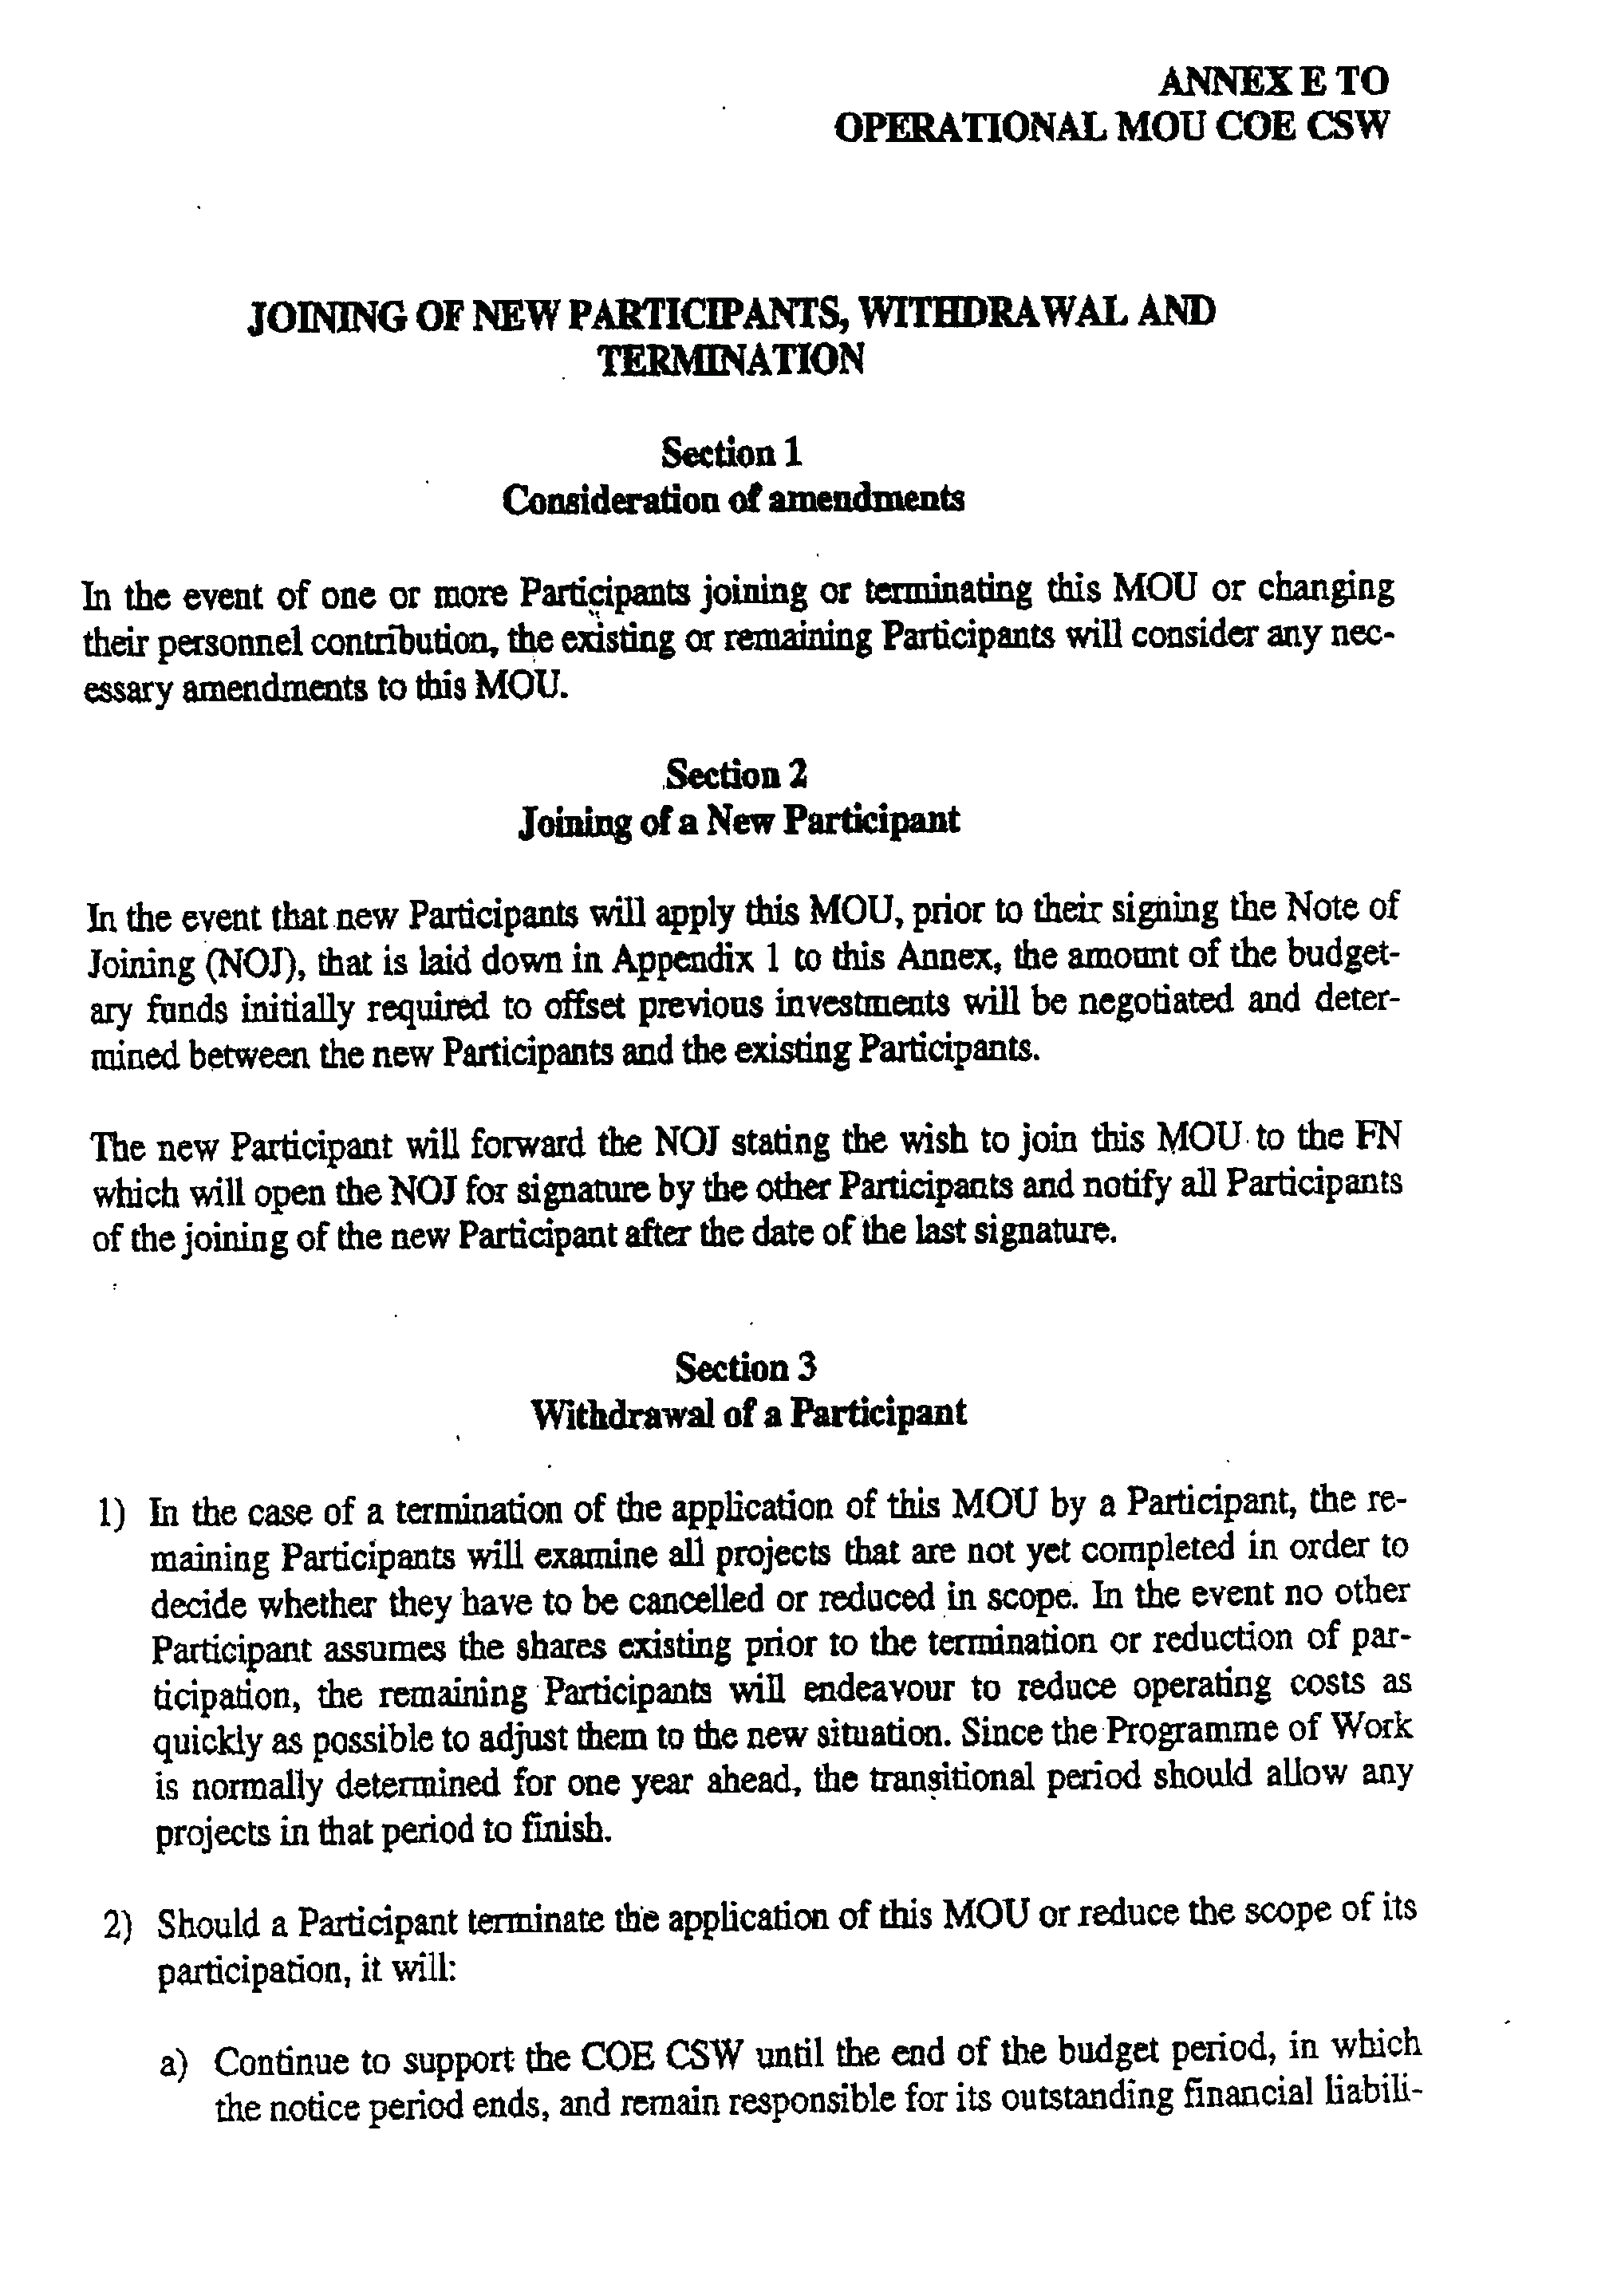 ANNEX E TO
OPERATIONAL MOU COE CSW
JOINING OF NEW PARTICIPANTS, WITHDRAWAL AND
TERMINATION
Section 1
Consideration of amendments
In the event of one or more Participants joining or terminating this MOU or changing
their personnel contribution, the existing or remaining Participants will consider any nec-
essary amendments to this MOU.
Section 2
Joining of a New Participant
In the event that new Participants will apply this MOU, prior to their signing the Note of
Joining (NOJ), that is laid down in Appendix 1 to this Annex, the amount of the budget-
ary funds initially required to offset previous investments will be negotiated and deter-
mined between the new Participants and the existing Participants.
The new Participant will forward the NOJ stating the wish to join this MOU to the FN
which will open the NOJ for signature by the other Participants and notify all Participants
of the joining of the new Participant after the date of the last signature.
Section 3
Withdrawal of a Participant
1) In the case of a termination of the application of this MOU by a Participant, the re-
maining Participants will examine all projects that are not yet completed in order to
decide whether they have to be cancelled or reduced in scope. In the event no other
Participant assumes the shares existing prior to the termination or reduction of par-
ticipation, the remaining Participants will endeavour to reduce operating costs as
quickly as possible to adjust them to the new situation. Since the Programme of Work
is normally determined for one year ahead, the transitional period should allow any
projects in that period to finish.
2) Should a Participant terminate the application of this MOU or reduce the scope of its
participation, it will:
a) Continue to support the COE CSW until the end of the budget period, in which
the notice period ends, and remain responsible for its outstanding financial liabili-